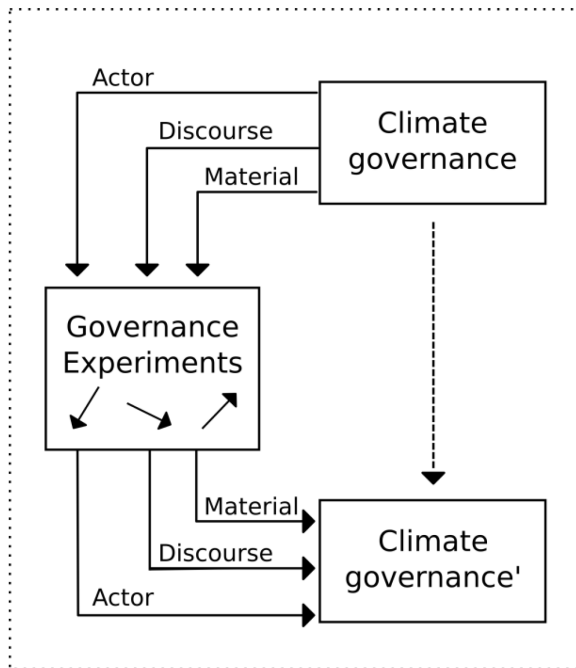 Actor
Discourse
Material
Climate
governance
Governance
Experiments
Material
Discourse
Actor
Climate
governance'